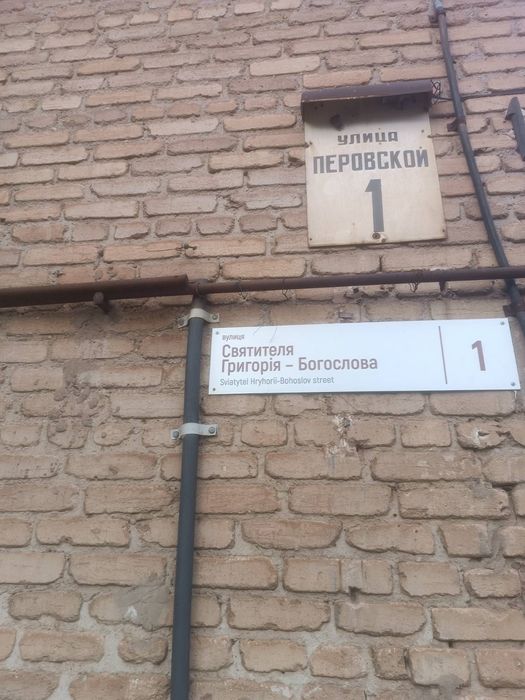 улица
ПЕРОВСКОЙ
1
вулиця
Святителя
Григорія – Богослова
Sviatytel Hryhorii-Bohoslov street
1